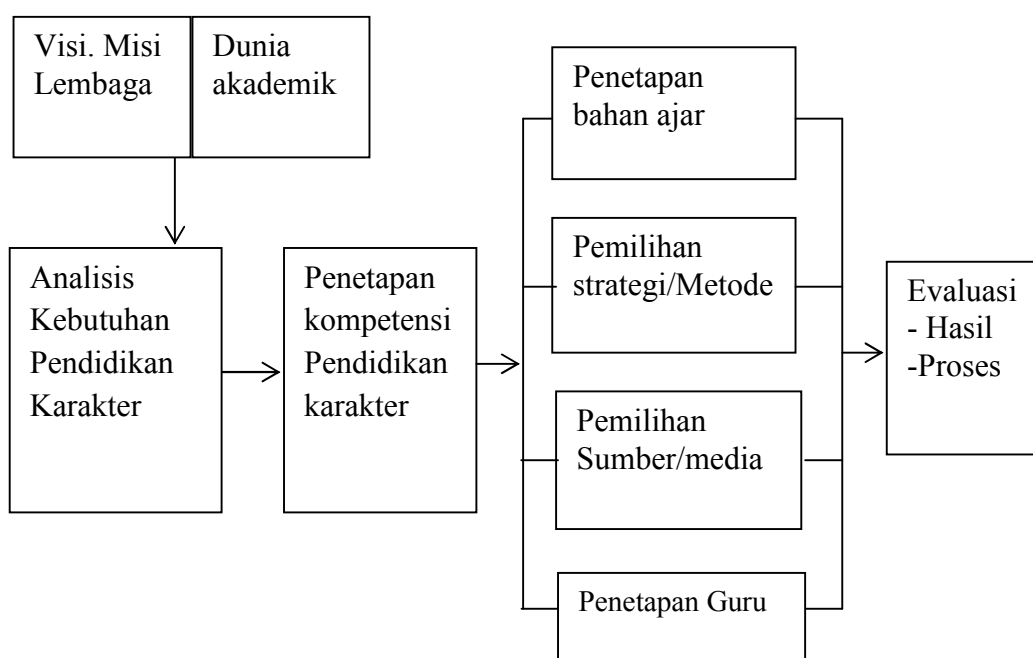 Visi. Misi
Lembaga
Dunia
akademik
Analisis
Kebutuhan
Pendidikan
Karakter
Penetapan
kompetensi
Pendidikan
karakter
Penetapan
bahan ajar
Pemilihan
strategi/Metode
Pemilihan
Sumber/media
Penetapan Guru
Evaluasi
- Hasil
-Proses